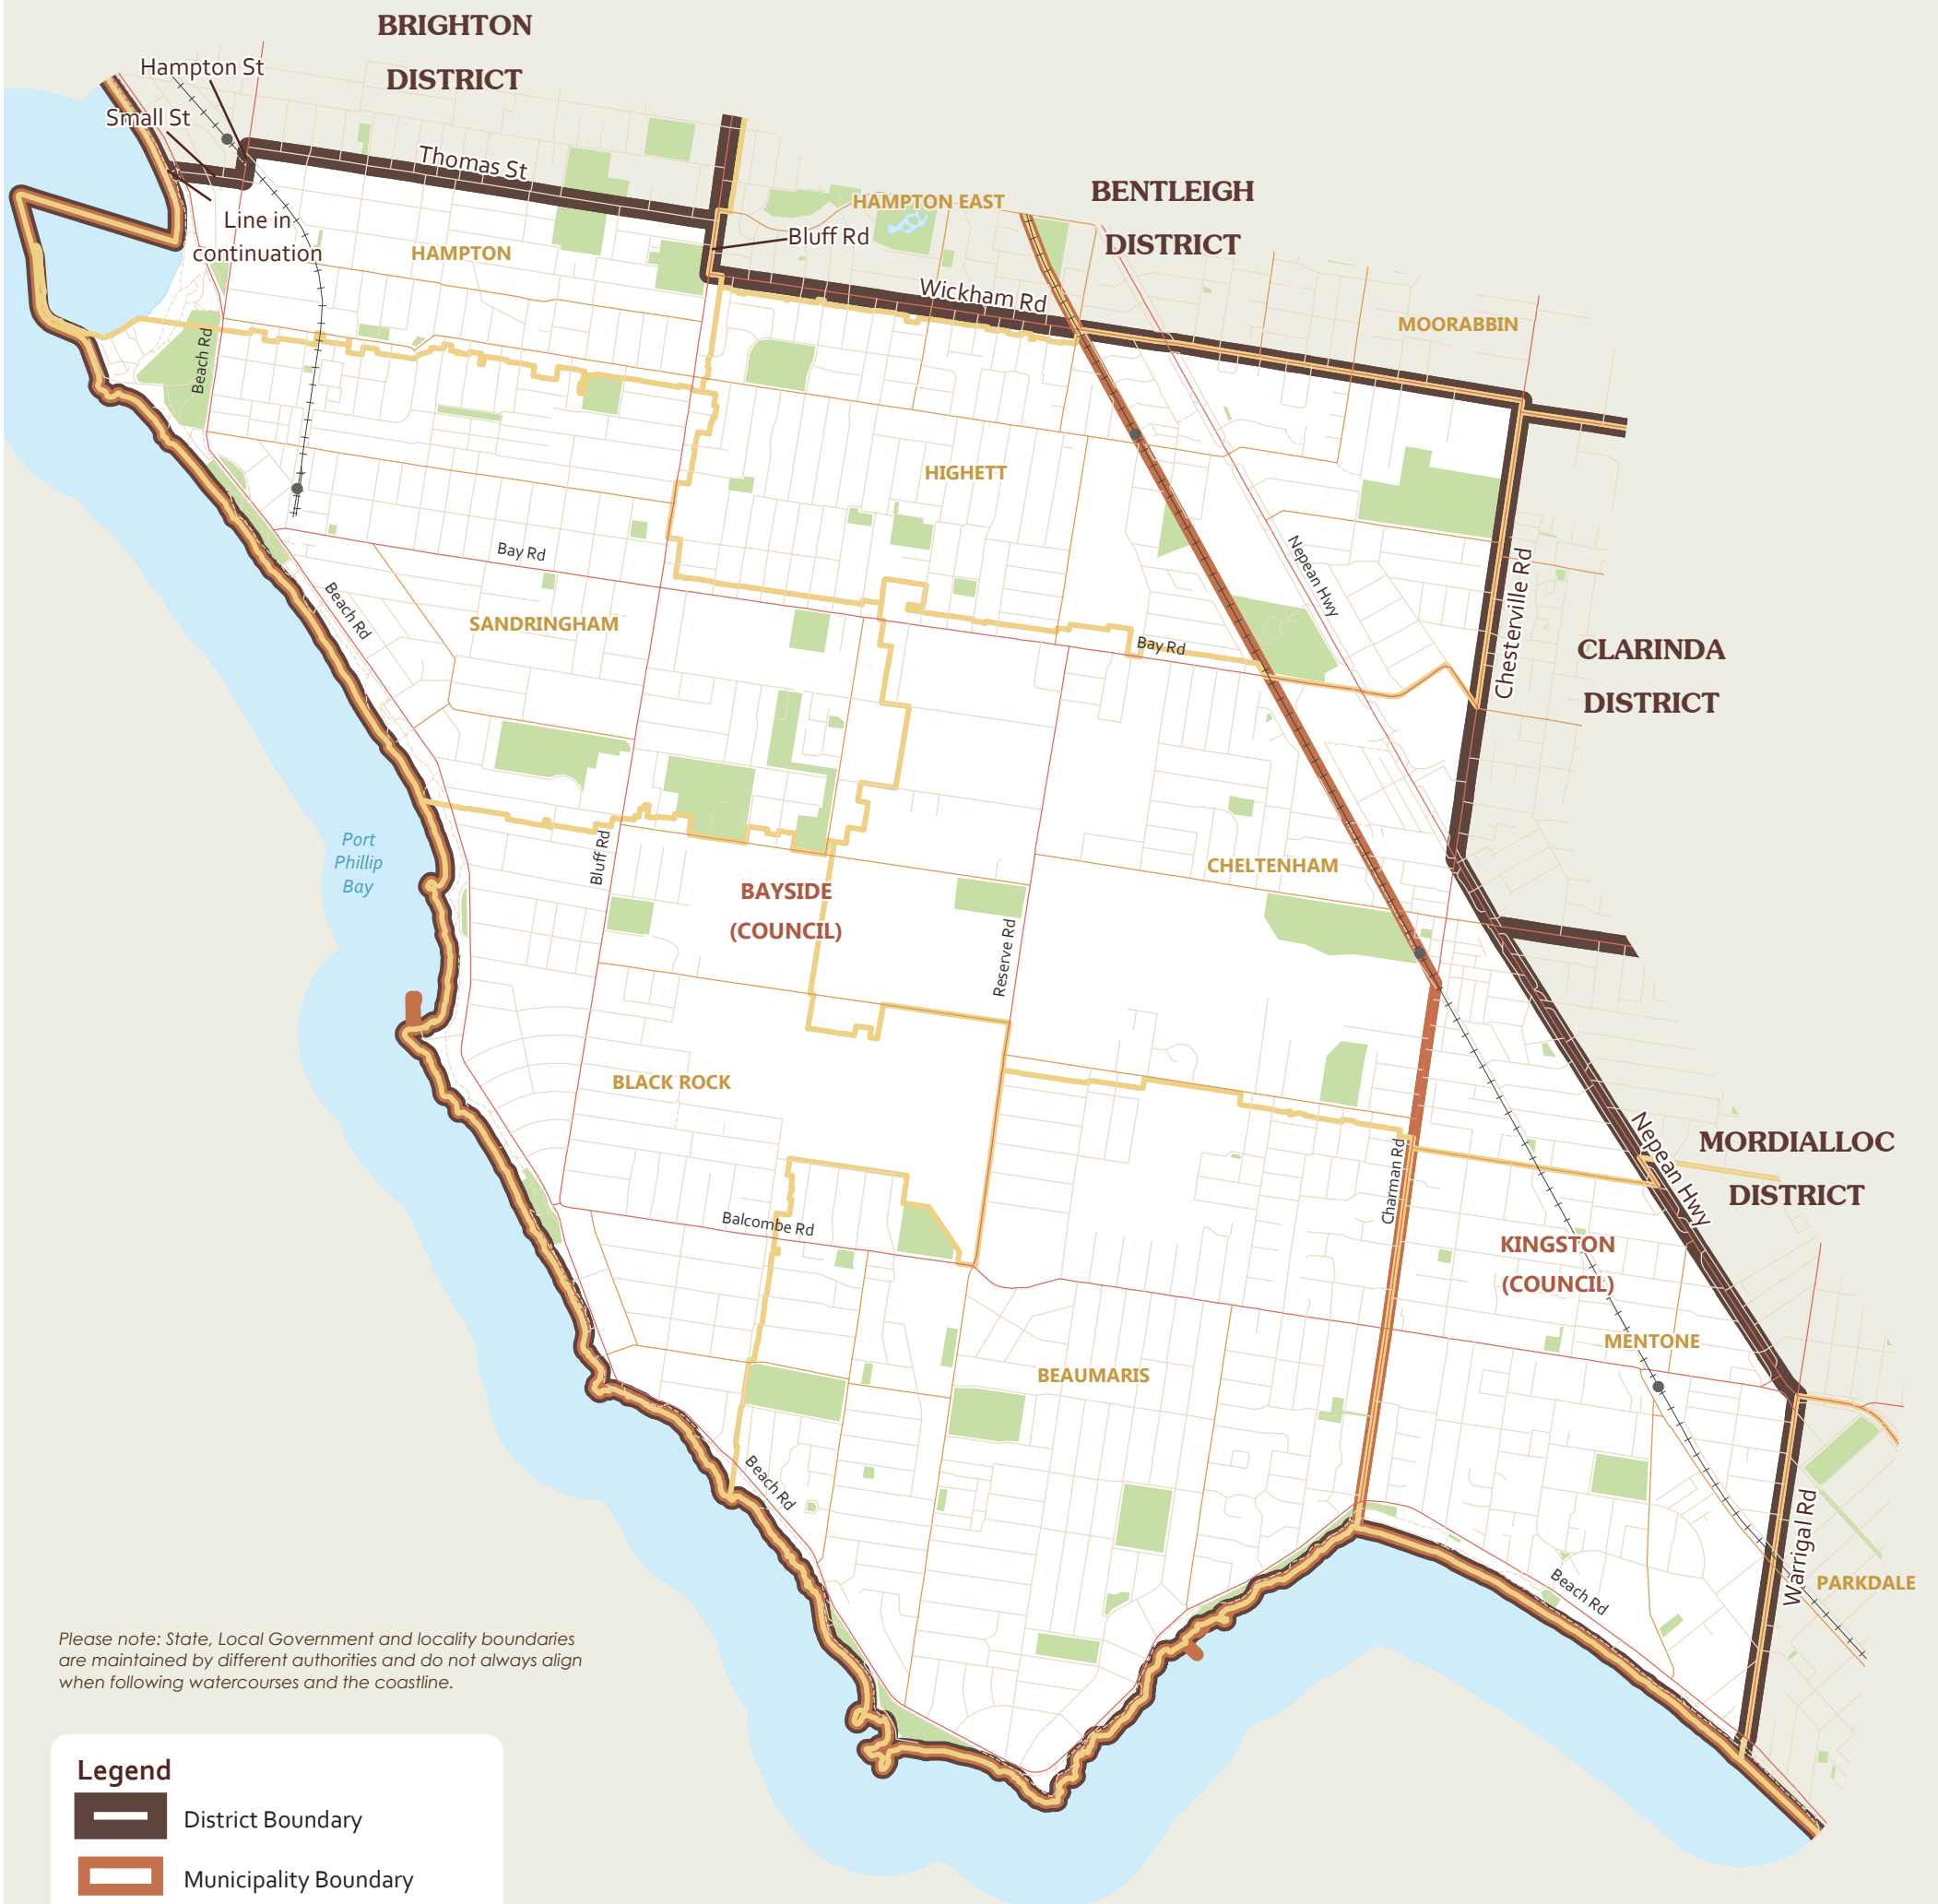 BRIGHTON
DISTRICT
Hampton St
Small St
Thomas St
Line in
continuation
HAMPTON
HAMPTON EAST
BENTLEIGH
DISTRICT
Bluff Rd
Wickham Rd
MOORABBIN
Beach Rd
HIGHETT
Bay Rd
Nepean Hwy
Chesterville Rd
Beach Rd
SANDRINGHAM
Bay Rd
CLARINDA
DISTRICT
Port
Phillip
Bay
Bluff Rd
CHELTENHAM
BAYSIDE
(COUNCIL)
Reserve Rd
BLACK ROCK
Nepean Hwy
MORDIALLOC
DISTRICT
Charman Rd
Balcombe Rd
KINGSTON
(COUNCIL)
MENTONE
BEAUMARIS
Beach Rd
Warrigal Rd
Beach Rd
PARKDALE
Please note: State, Local Government and locality boundaries
are maintained by different authorities and do not always align
when following watercourses and the coastline.
Legend
District Boundary
Municipality Boundary